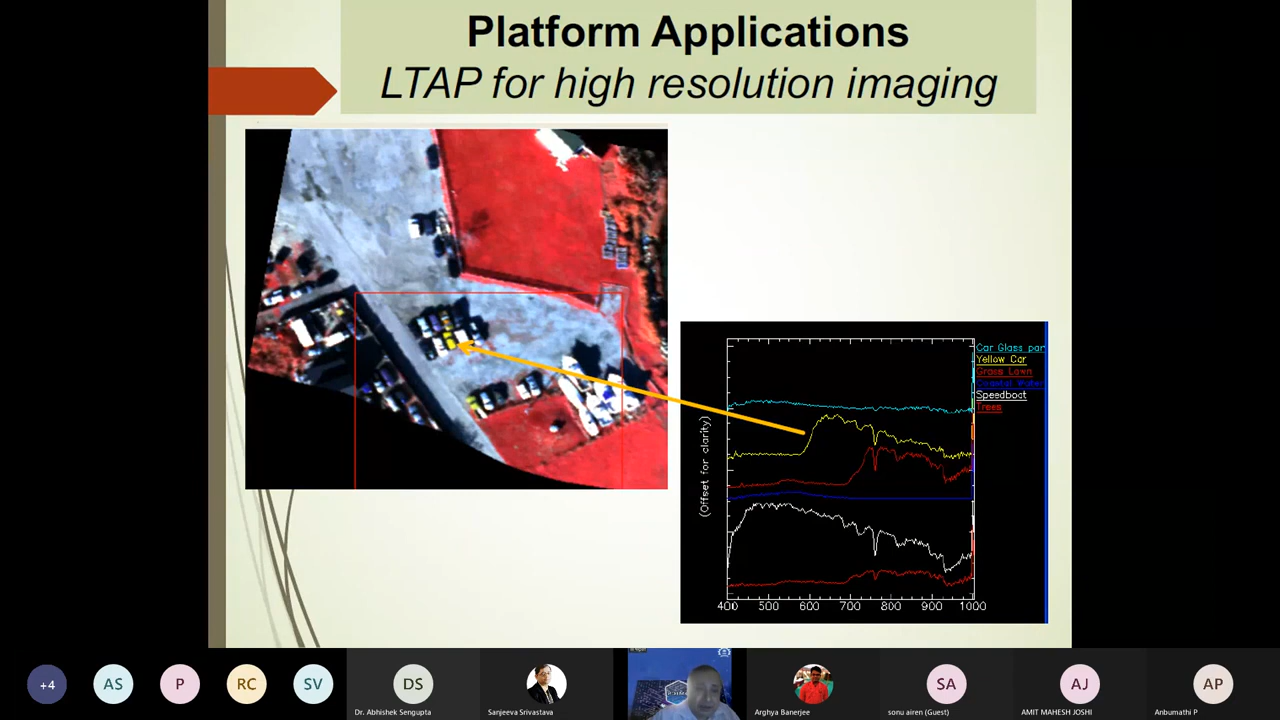 Platform Applications
LTAP for high resolution imaging
Car Glass par
Yellow Car
Grass Lawn
Coastal Water
Speedboat
Trees
(Offset for clarity)
400 500 600 700 800 900 1000
+4
AS
P
RC
SV
DS
SA
AJ
AP
Dr. Abhishek Sengupta
Sanjeeva Srivastava
Arghya Banerjee
sonu airen (Guest)
AMIT MAHESH JOSHI
Anbumathi P